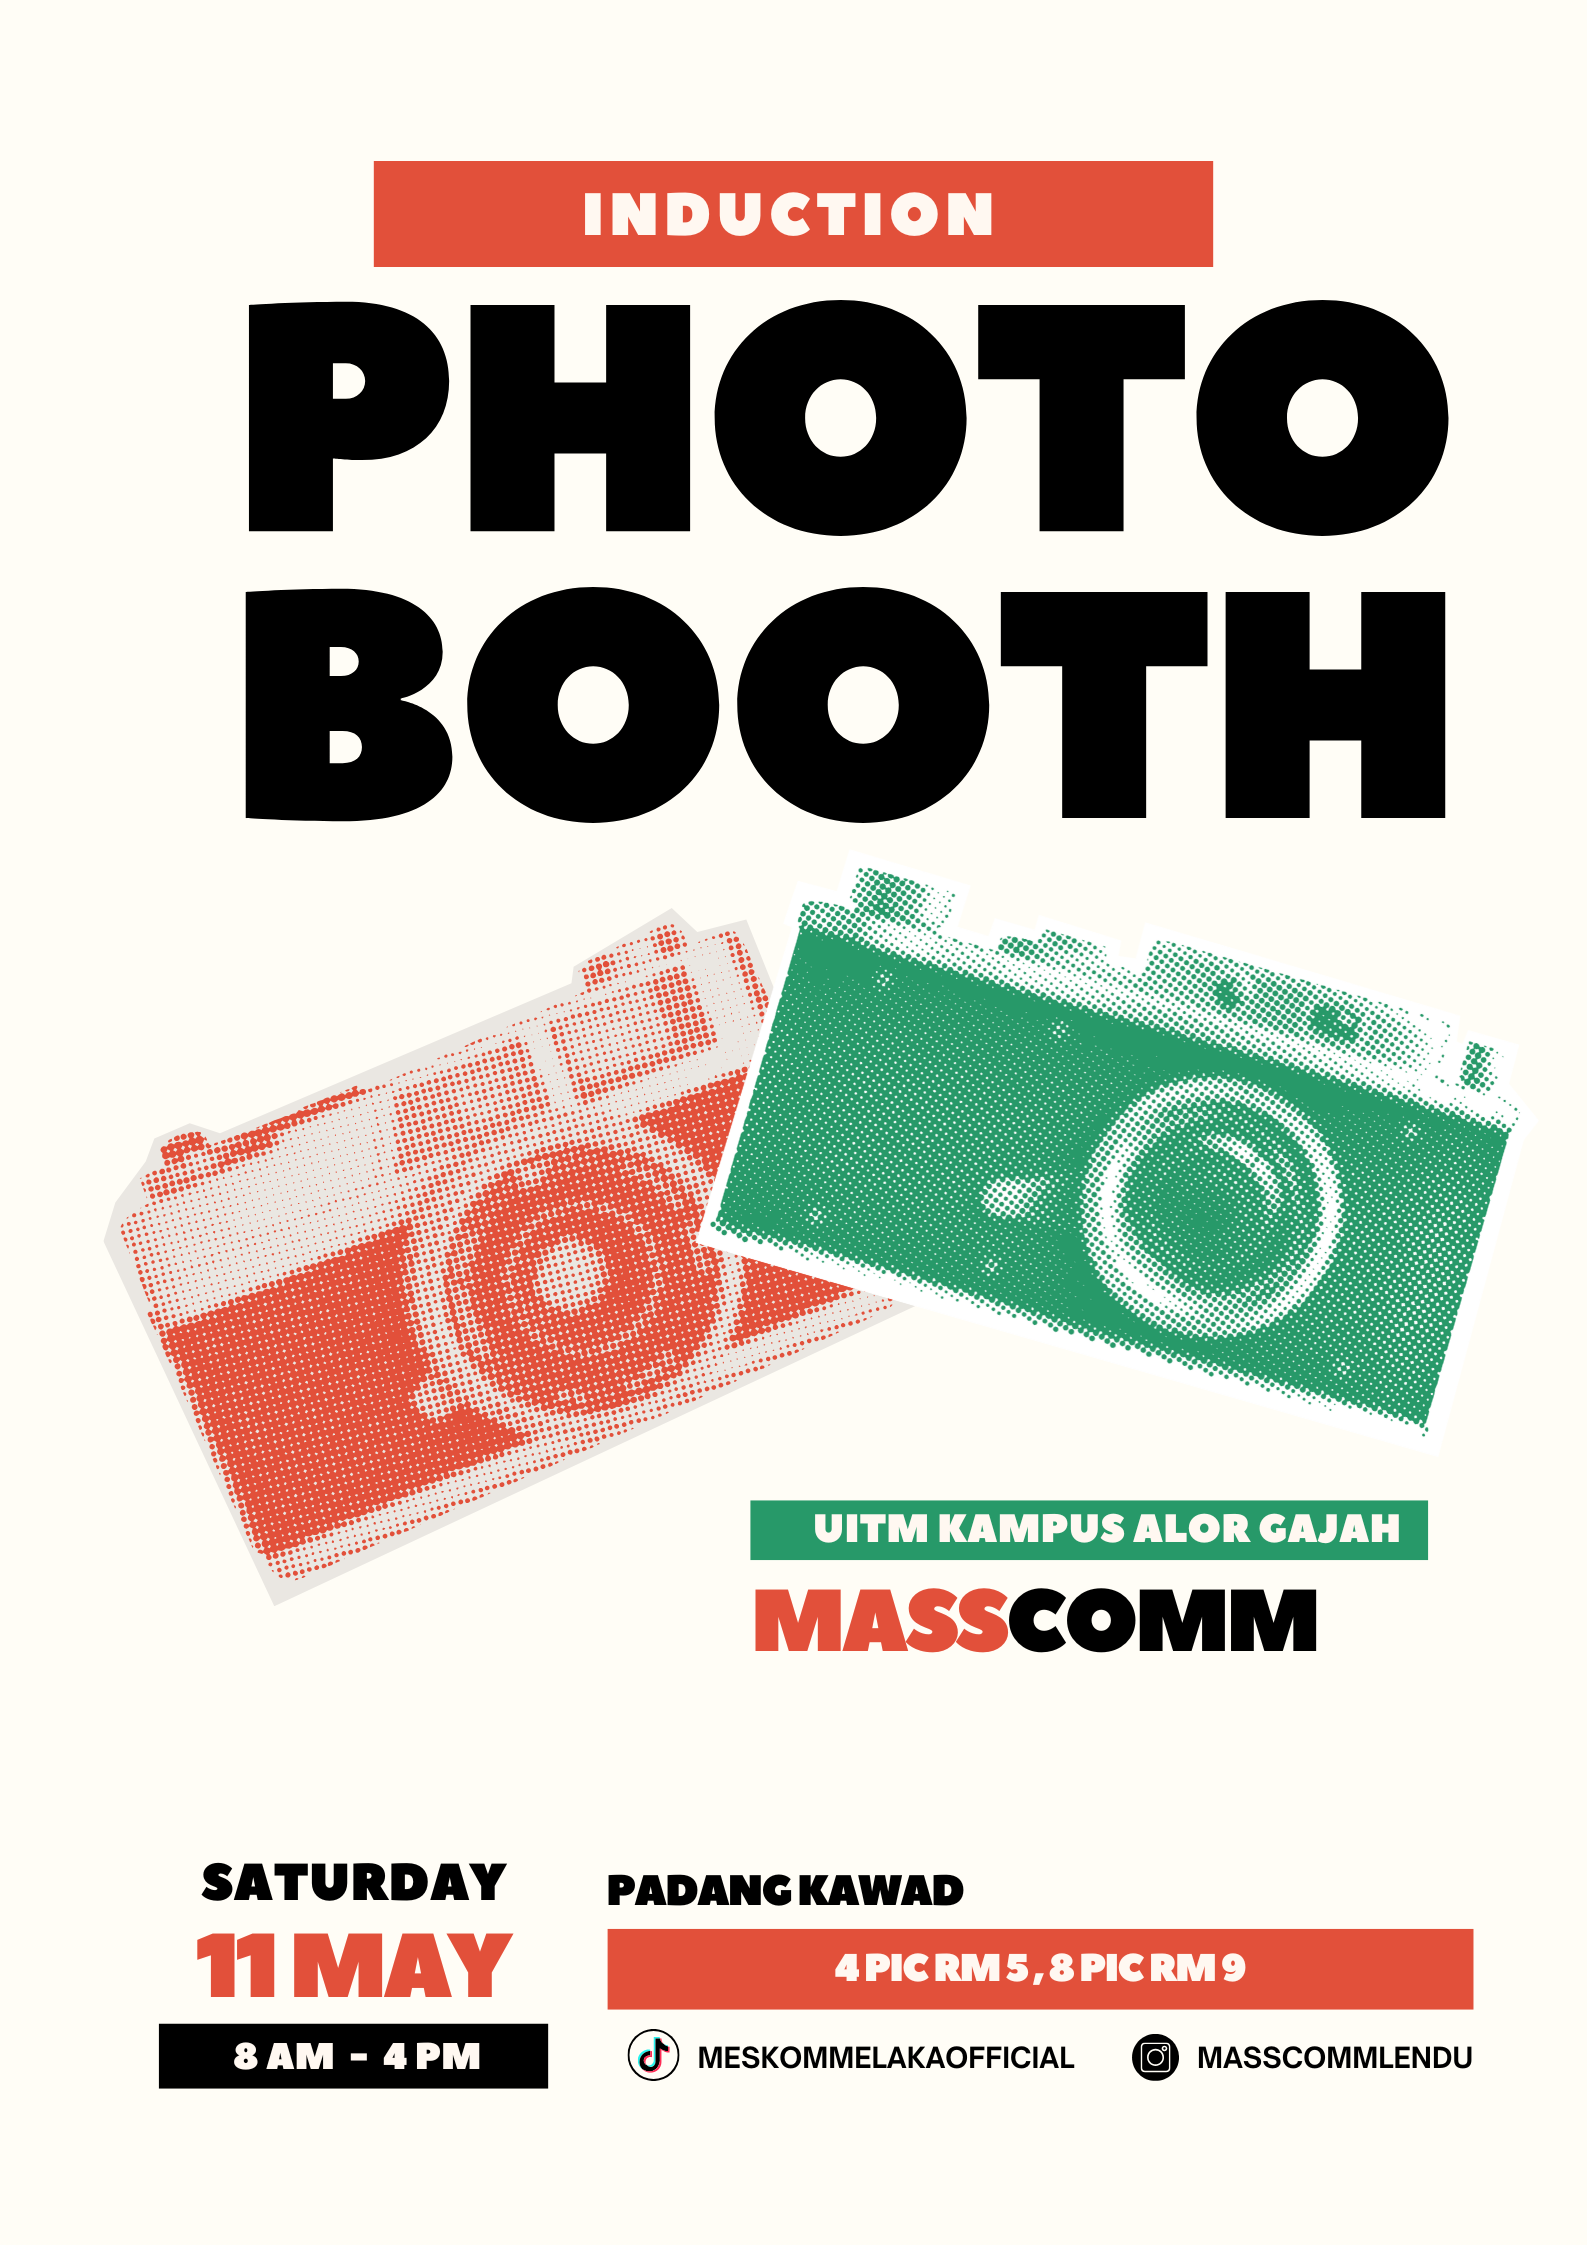 INDUCTION
PHOTO
BOOTH
UITM KAMPUS ALOR GAJAH
MASSCOMM
SATURDAY
11 MAY
8 AM - 4 PM
PADANG KAWAD
4 PIC RM 5 , 8 PIC RM 9
MESKOMMELAKAOFFICIAL
MASSCOMMLENDU